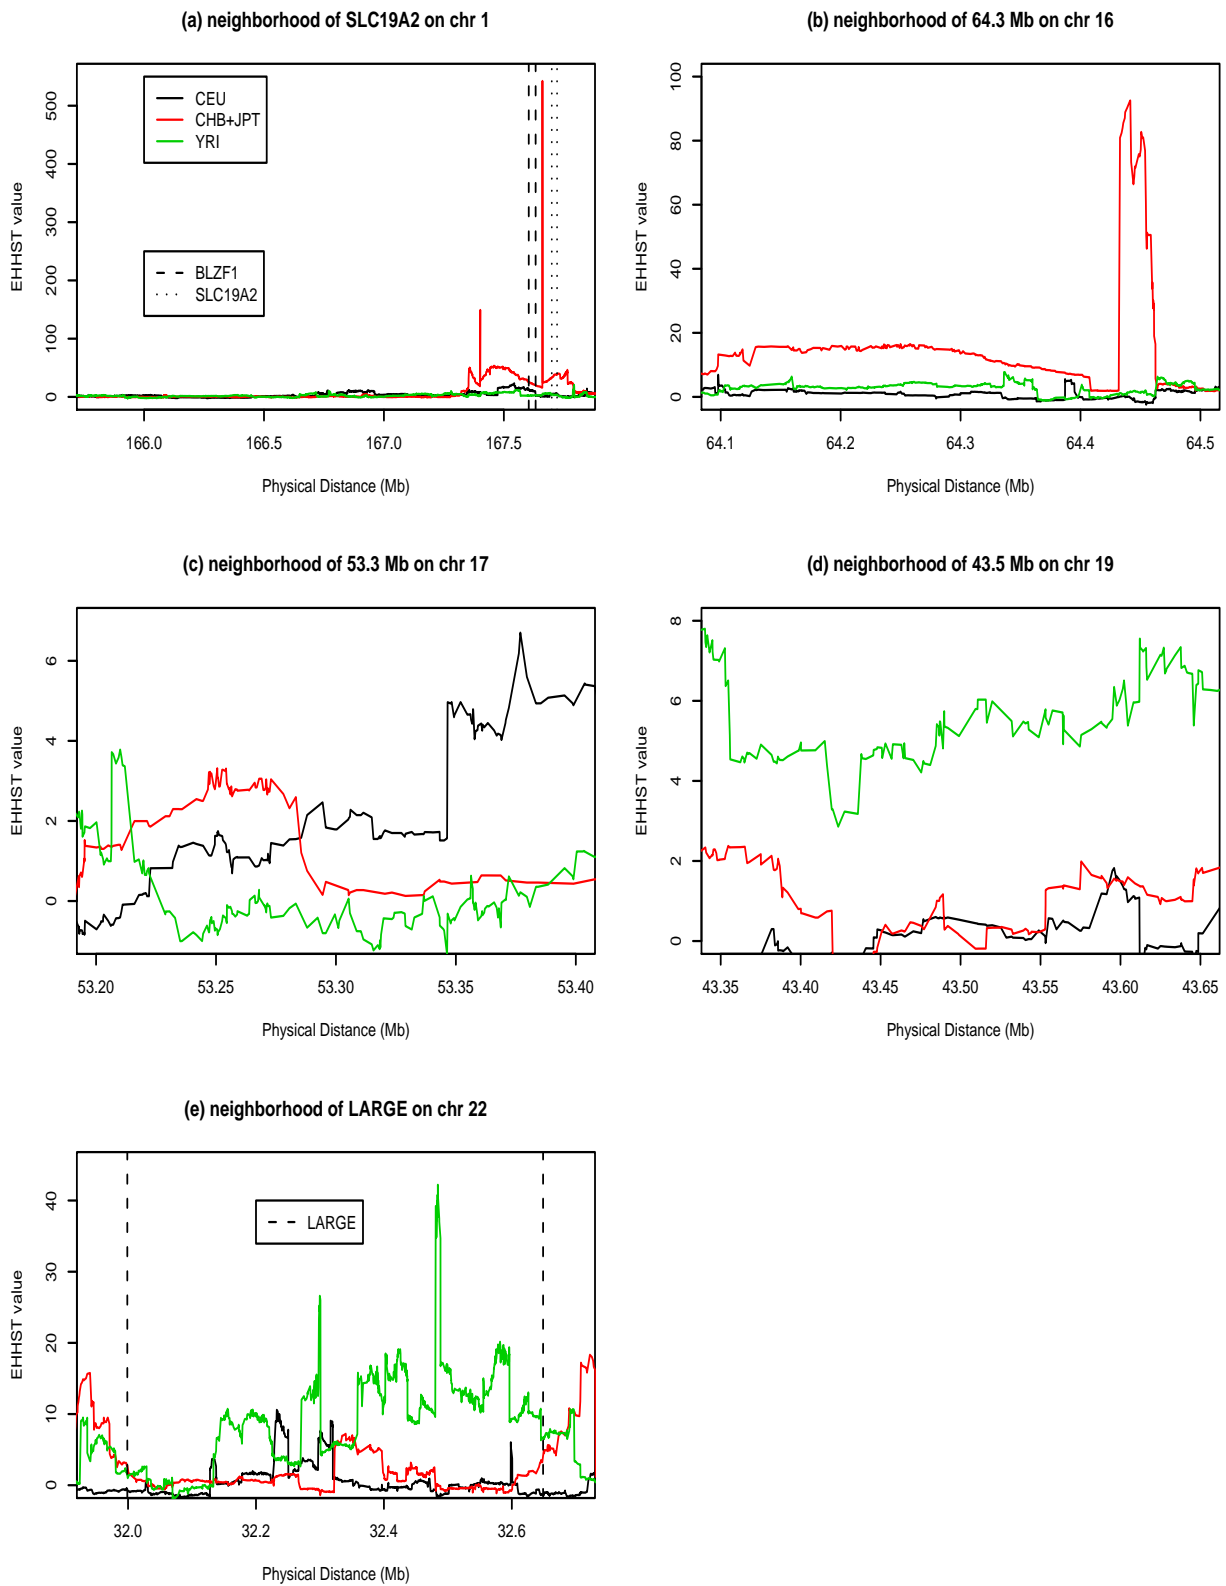 (a) neighborhood of SLC19A2 on chr 1
EHHST value
0 100 200 300 400 500
CEU
CHB+JPT
YRI
BLZF1
SLC19A2
166.0 166.5 167.0 167.5
Physical Distance (Mb)
(b) neighborhood of 64.3 Mb on chr 16
EHHST value
0 20 40 60 80 100
64.1 64.2 64.3 64.4 64.5
Physical Distance (Mb)
(c) neighborhood of 53.3 Mb on chr 17
EHHST value
0 2 4 6
53.20 53.25 53.30 53.35 53.40
Physical Distance (Mb)
(d) neighborhood of 43.5 Mb on chr 19
EHHST value
0 2 4 6 8
43.35 43.40 43.45 43.50 43.55 43.60 43.65
Physical Distance (Mb)
(e) neighborhood of LARGE on chr 22
EHHST value
0 10 20 30 40
LARGE
32.0 32.2 32.4 32.6
Physical Distance (Mb)